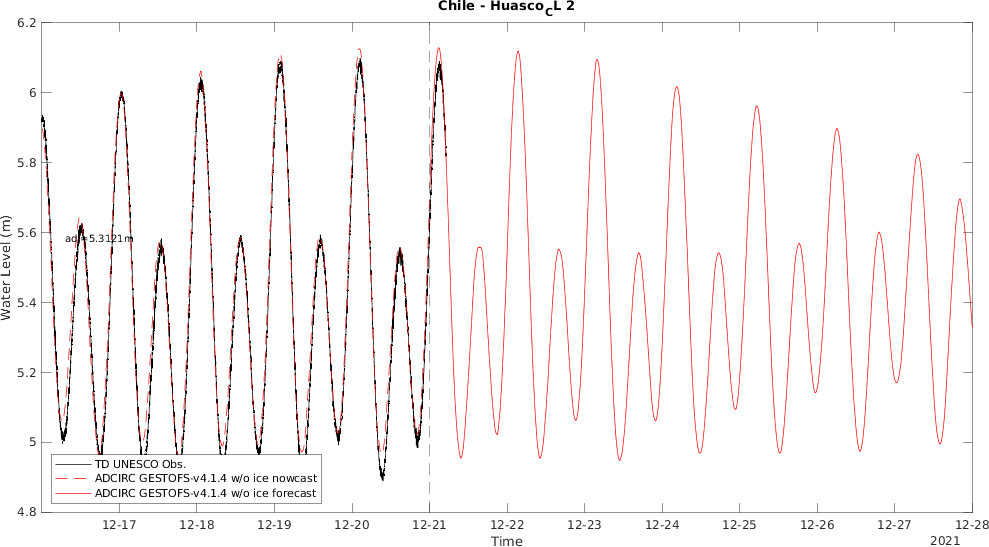 Chile - Huasco_CL 2
Water Level (m)
6.2
6
5.8
5.6
5.4
5.2
5
4.8
adj=5.3121m
TD UNESCO Obs.
ADCIRC GESTOFS-v4.1.4 w/o ice nowcast
ADCIRC GESTOFS-v4.1.4 w/o ice forecast
12-17 12-18 12-19 12-20 12-21 12-22 12-23 12-24 12-25 12-26 12-27 12-28
Time
2021